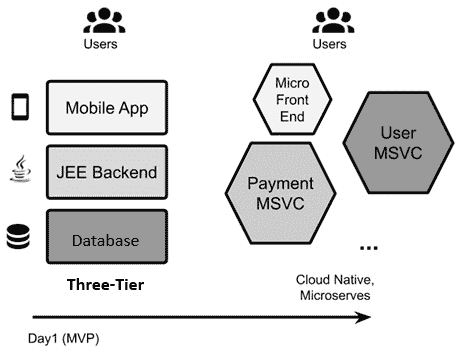 Users
Users
Mobile App
JEE Backend
Database
Three-Tier
Micro
Front
End
User
MSVC
Payment
MSVC
...
Cloud Native,
Microserves
Day1 (MVP)